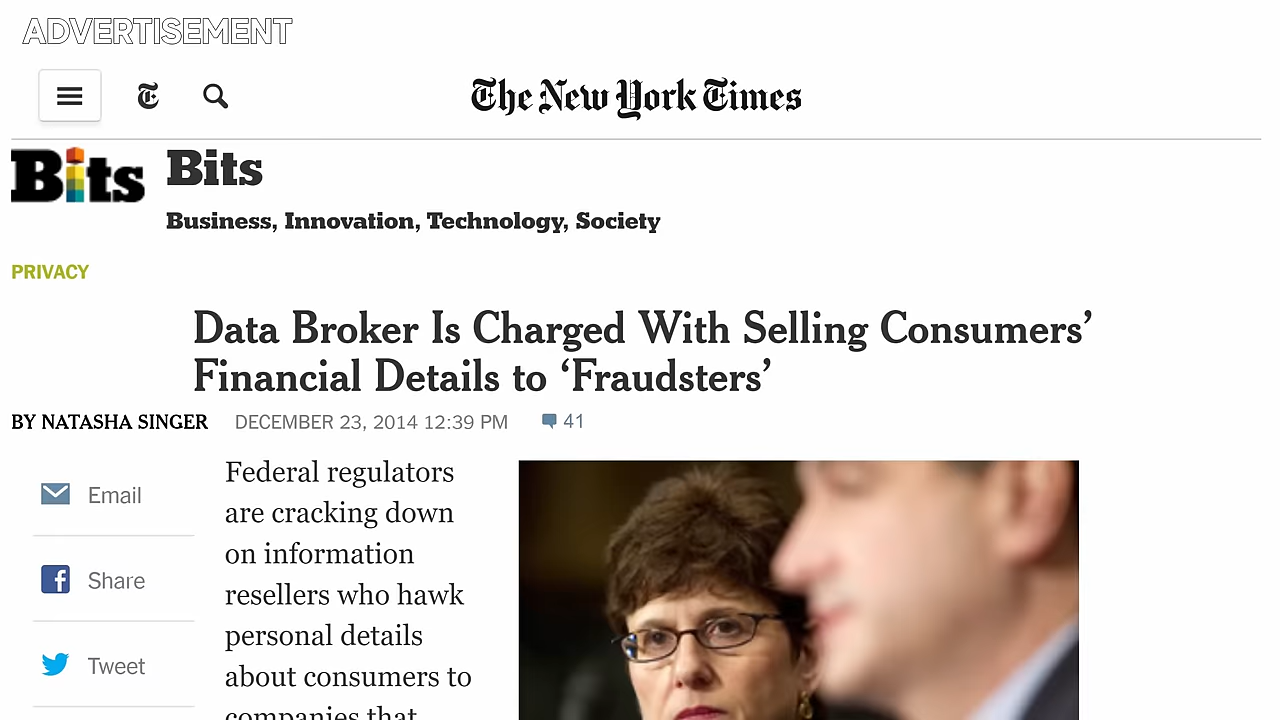 ADVERTISEMENT
The New York Times
Bits
Bits
Business, Innovation, Technology, Society
PRIVACY
Data Broker Is Charged With Selling Consumers’
Financial Details to ‘Fraudsters’
BY NATASHA SINGER DECEMBER 23, 2014 12:39 PM 41
Email
Share
Tweet
Federal regulators
are cracking down
on information
resellers who hawk
personal details
about consumers to
companies that